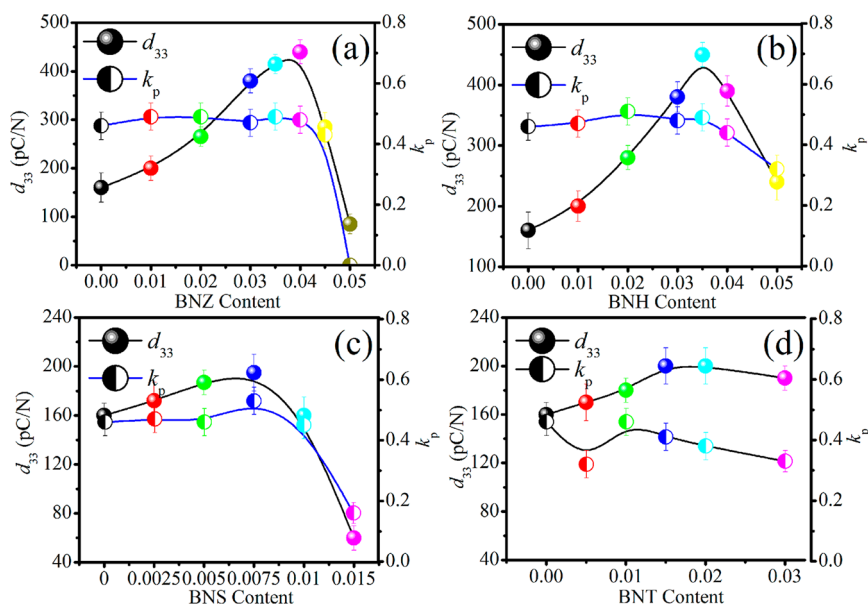 (a)
d33
kp
500
400
300
200
100
0
0.8
0.6
0.4
0.2
0.0
d33 (pC/N)
kp
0.00 0.01 0.02 0.03 0.04 0.05
BNZ Content
(b)
d33
kp
500
400
300
200
100
0.8
0.6
0.4
0.2
0.0
d33 (pC/N)
kp
0.00 0.01 0.02 0.03 0.04 0.05
BNH Content
(c)
d33
kp
240
200
160
120
80
40
0.8
0.6
0.4
0.2
0.0
d33 (pC/N)
kp
0 0.0025 0.005 0.0075 0.01 0.015
BNS Content
(d)
d33
kp
240
200
160
120
80
40
0.8
0.6
0.4
0.2
0.0
d33 (pC/N)
kp
0.00 0.01 0.02 0.03
BNT Content